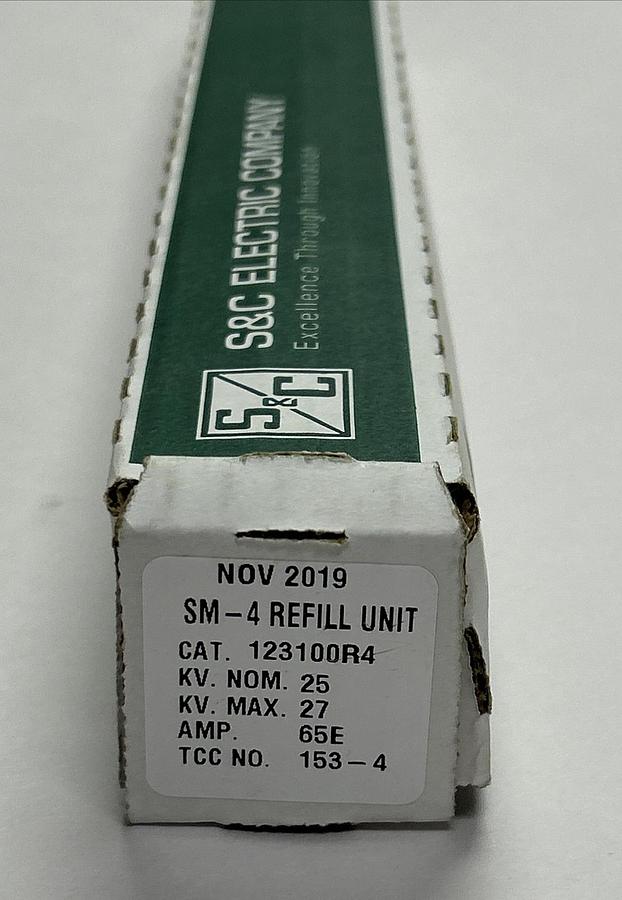 S&C ELECTRIC COMPANY
Excellence Through Innovation
S&C
NOV 2019
SM-4 REFILL UNIT
CAT. 123100R4
KV. NOM. 25
KV. MAX. 27
AMP. 65E
TCC NO. 153-4